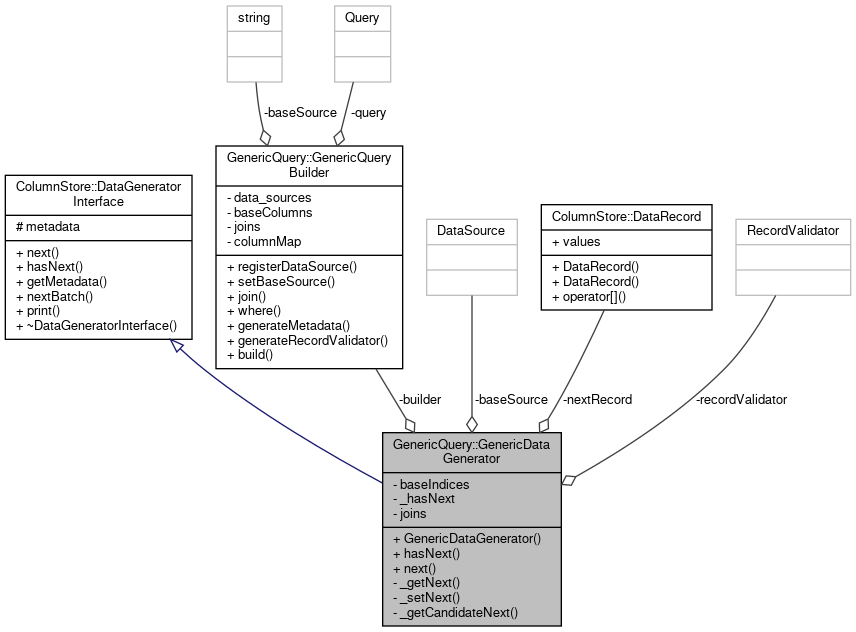 string
Query
-baseSource
-query
GenericQuery::GenericQuery
Builder
- data_sources
- baseColumns
- joins
- columnMap
+ registerDataSource()
+ setBaseSource()
+ join()
+ where()
+ generateMetadata()
+ generateRecordValidator()
+ build()
ColumnStore::DataGenerator
Interface
# metadata
+ next()
+ hasNext()
+ getMetadata()
+ nextBatch()
+ print()
+ ~DataGeneratorInterface()
DataSource
ColumnStore::DataRecord
+ values
+ DataRecord()
+ DataRecord()
+ operator[]()
RecordValidator
-builder
-baseSource
-nextRecord
-recordValidator
GenericQuery::GenericData
Generator
- baseIndices
- _hasNext
- joins
+ GenericDataGenerator()
+ hasNext()
+ next()
- _getNext()
- _setNext()
- _getCandidateNext()